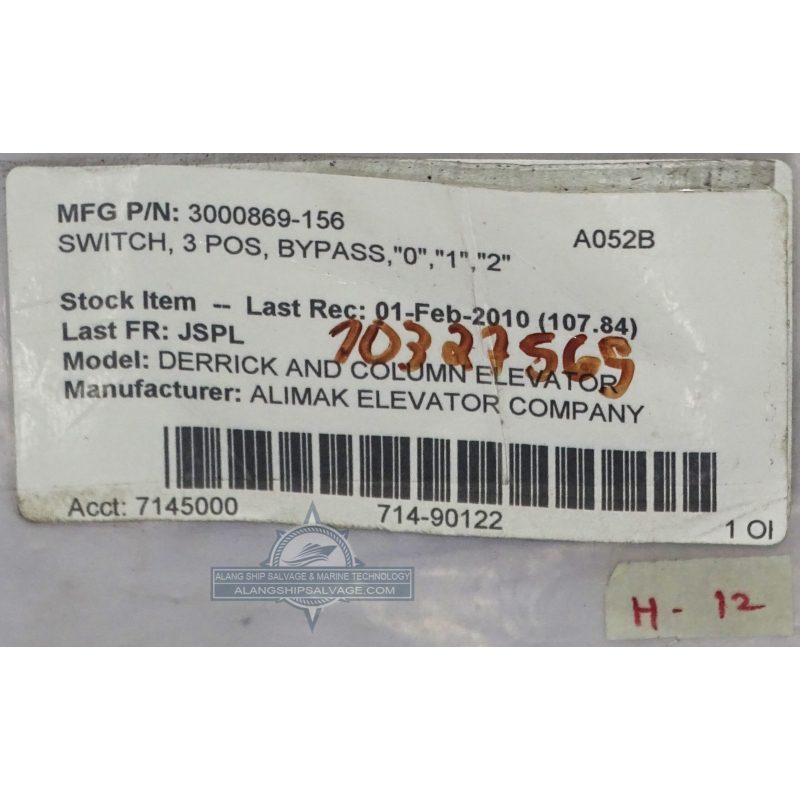 MFG P/N: 3000869-156
A052B
SWITCH, 3 POS, BYPASS,"0","1","2"
Stock Item -- Last Rec: 01-Feb-2010 (107.84)
Last FR: JSPL
10327569
Model: DERRICK AND COLUMN ELEVATOR
Manufacturer: ALIMAK ELEVATOR COMPANY
Acct: 7145000
714-90122
1 O
ALANG SHIP SALVAGE & MARINE TECHNOLOGY
ALANGSHIPSALVAGE.COM
H - 12